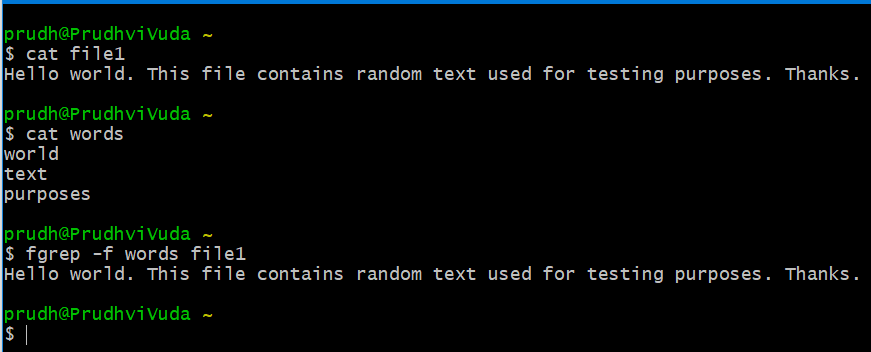 prudh@PrudhviVuda ~
$ cat file1
Hello world. This file contains random text used for testing purposes. Thanks.
prudh@PrudhviVuda ~
$ cat words
world
text
purposes
prudh@PrudhviVuda ~
$ fgrep -f words file1
Hello world. This file contains random text used for testing purposes. Thanks.
prudh@PrudhviVuda ~
$